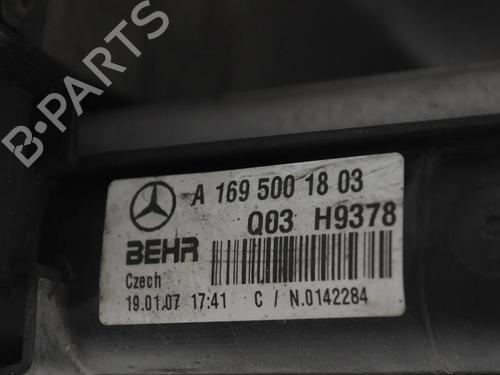 B-PARTS
A 169 500 18 03
Q03 H9378
BEHR
Czech
19.01.07 17:41 C / N.0142284